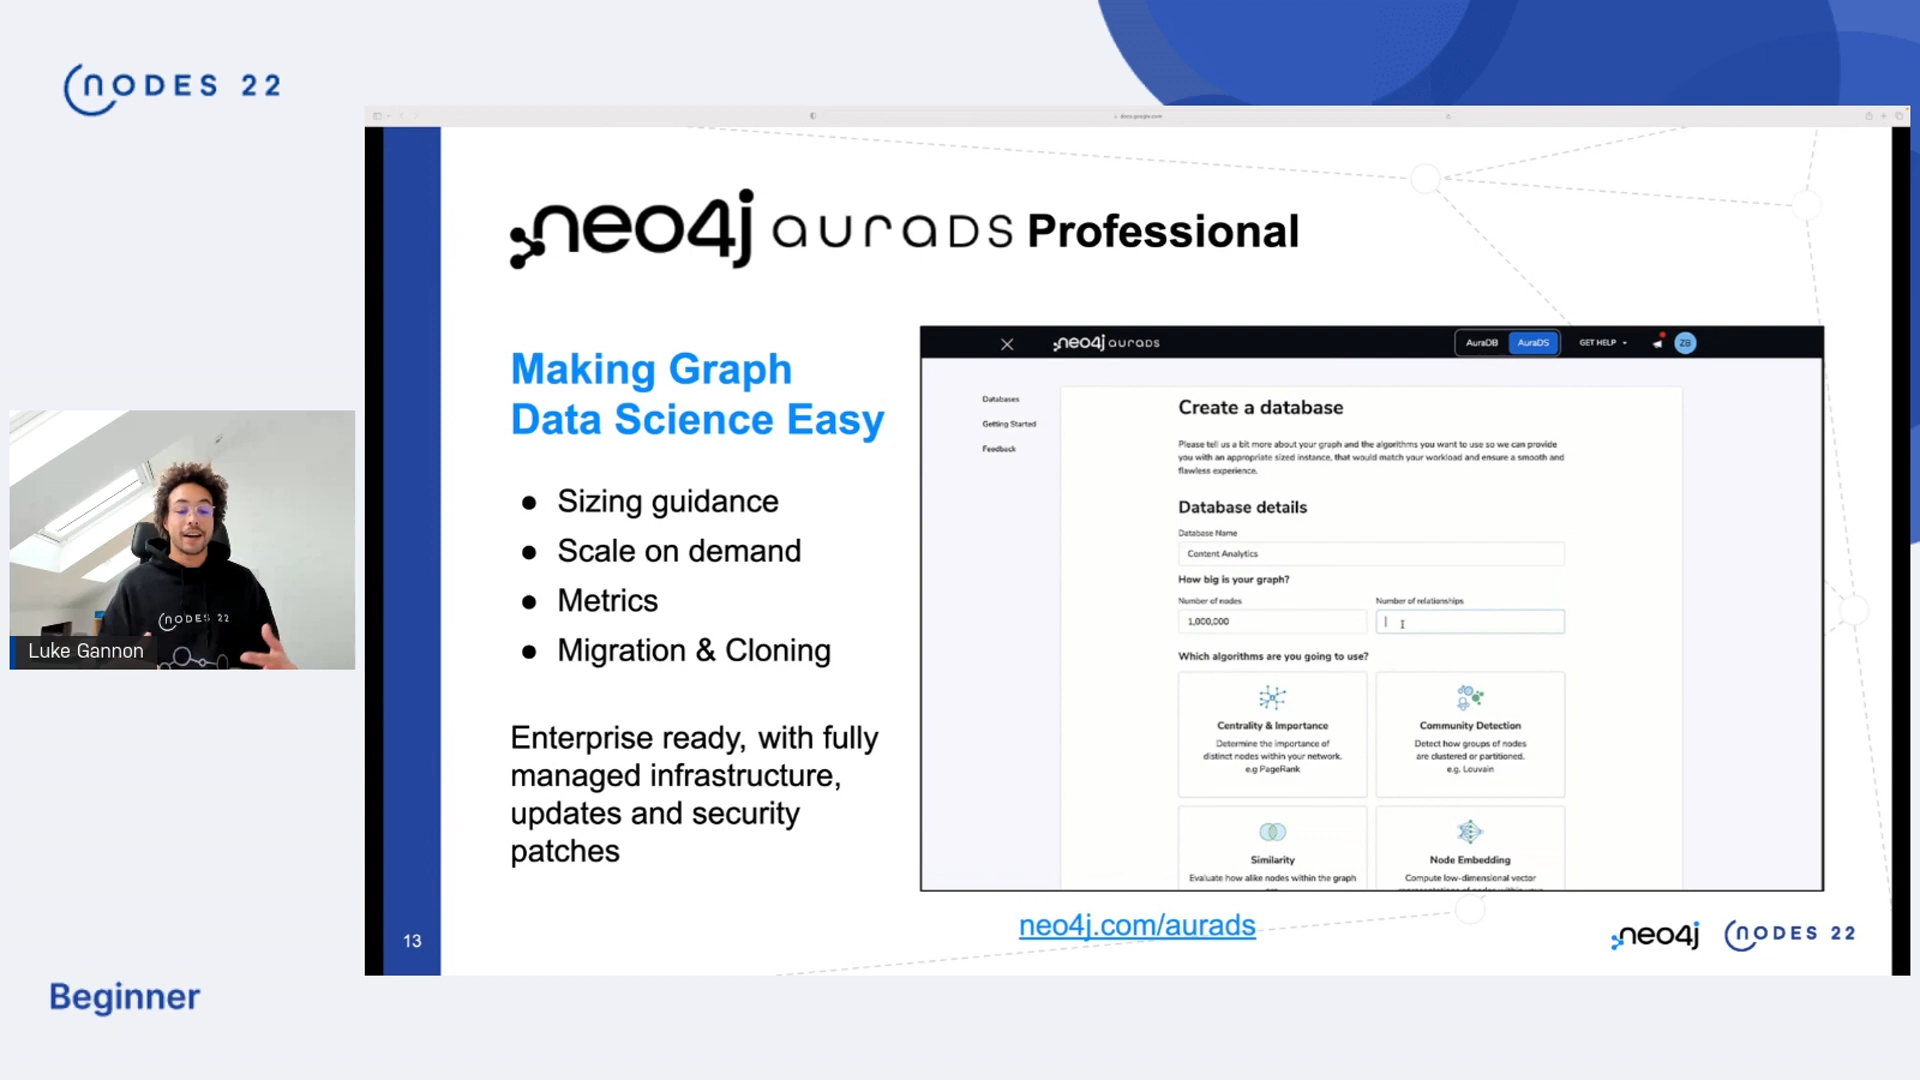 NODES 22
docs.google.com
neo4j auraDS Professional
Making Graph
Data Science Easy
● Sizing guidance
● Scale on demand
● Metrics
● Migration & Cloning
Enterprise ready, with fully
managed infrastructure,
updates and security
patches
neo4j auraDS
AuraDB AuraDS GET HELP ZB
Databases
Getting Started
Feedback
Create a database
Please tell us a bit more about your graph and the algorithms you want to use so we can provide
you with an appropriate sized instance, that would match your workload and ensure a smooth and
flawless experience.
Database details
Database Name
Content Analytics
How big is your graph?
Number of nodes
Number of relationships
1,000,000
Which algorithms are you going to use?
Centrality & Importance
Determine the importance of
distinct nodes within your network.
e.g PageRank
Community Detection
Detect how groups of nodes
are clustered or partitioned.
e.g. Louvain
Similarity
Evaluate how alike nodes within the graph
Node Embedding
Compute low-dimensional vector
neo4j.com/aurads
13
neo4j NODES 22
NODES 22
Luke Gannon
Beginner